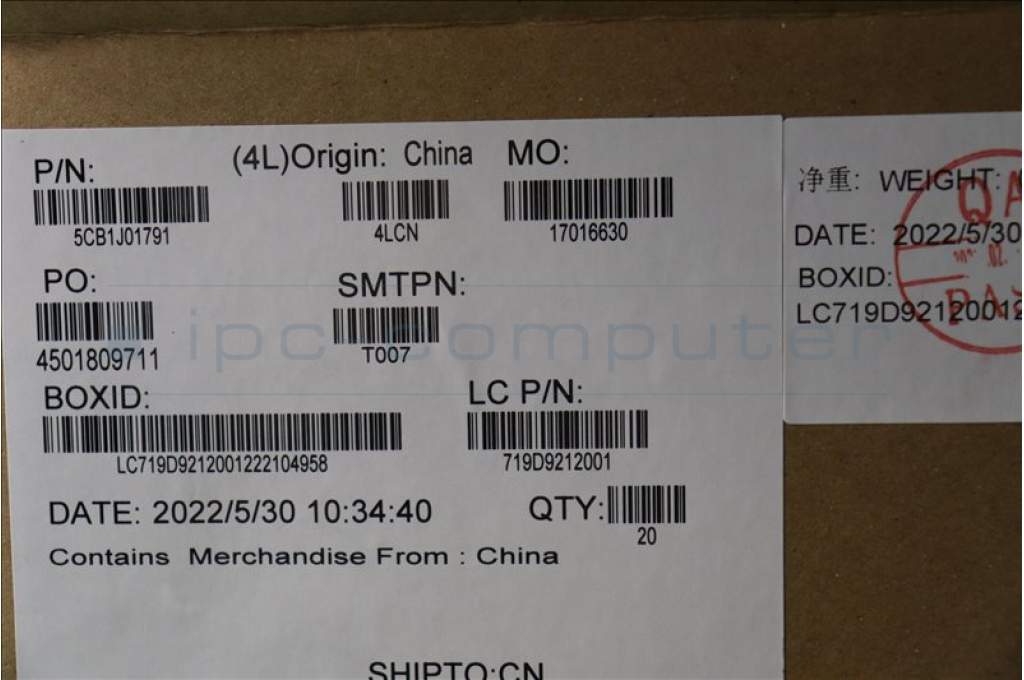 P/N:
(4L)Origin: China
MO:
5CB1J01791
4LCN
17016630
PO:
SMTPN:
4501809711
T007
BOXID:
LC P/N:
LC719D9212001222104958
719D9212001
DATE: 2022/5/30 10:34:40
QTY:
20
Contains Merchandise From : China
SHIPTO:CN
净重: WEIGHT:
DATE: 2022/5/30
BOXID:
LC719D9212001
QA
ipc computer